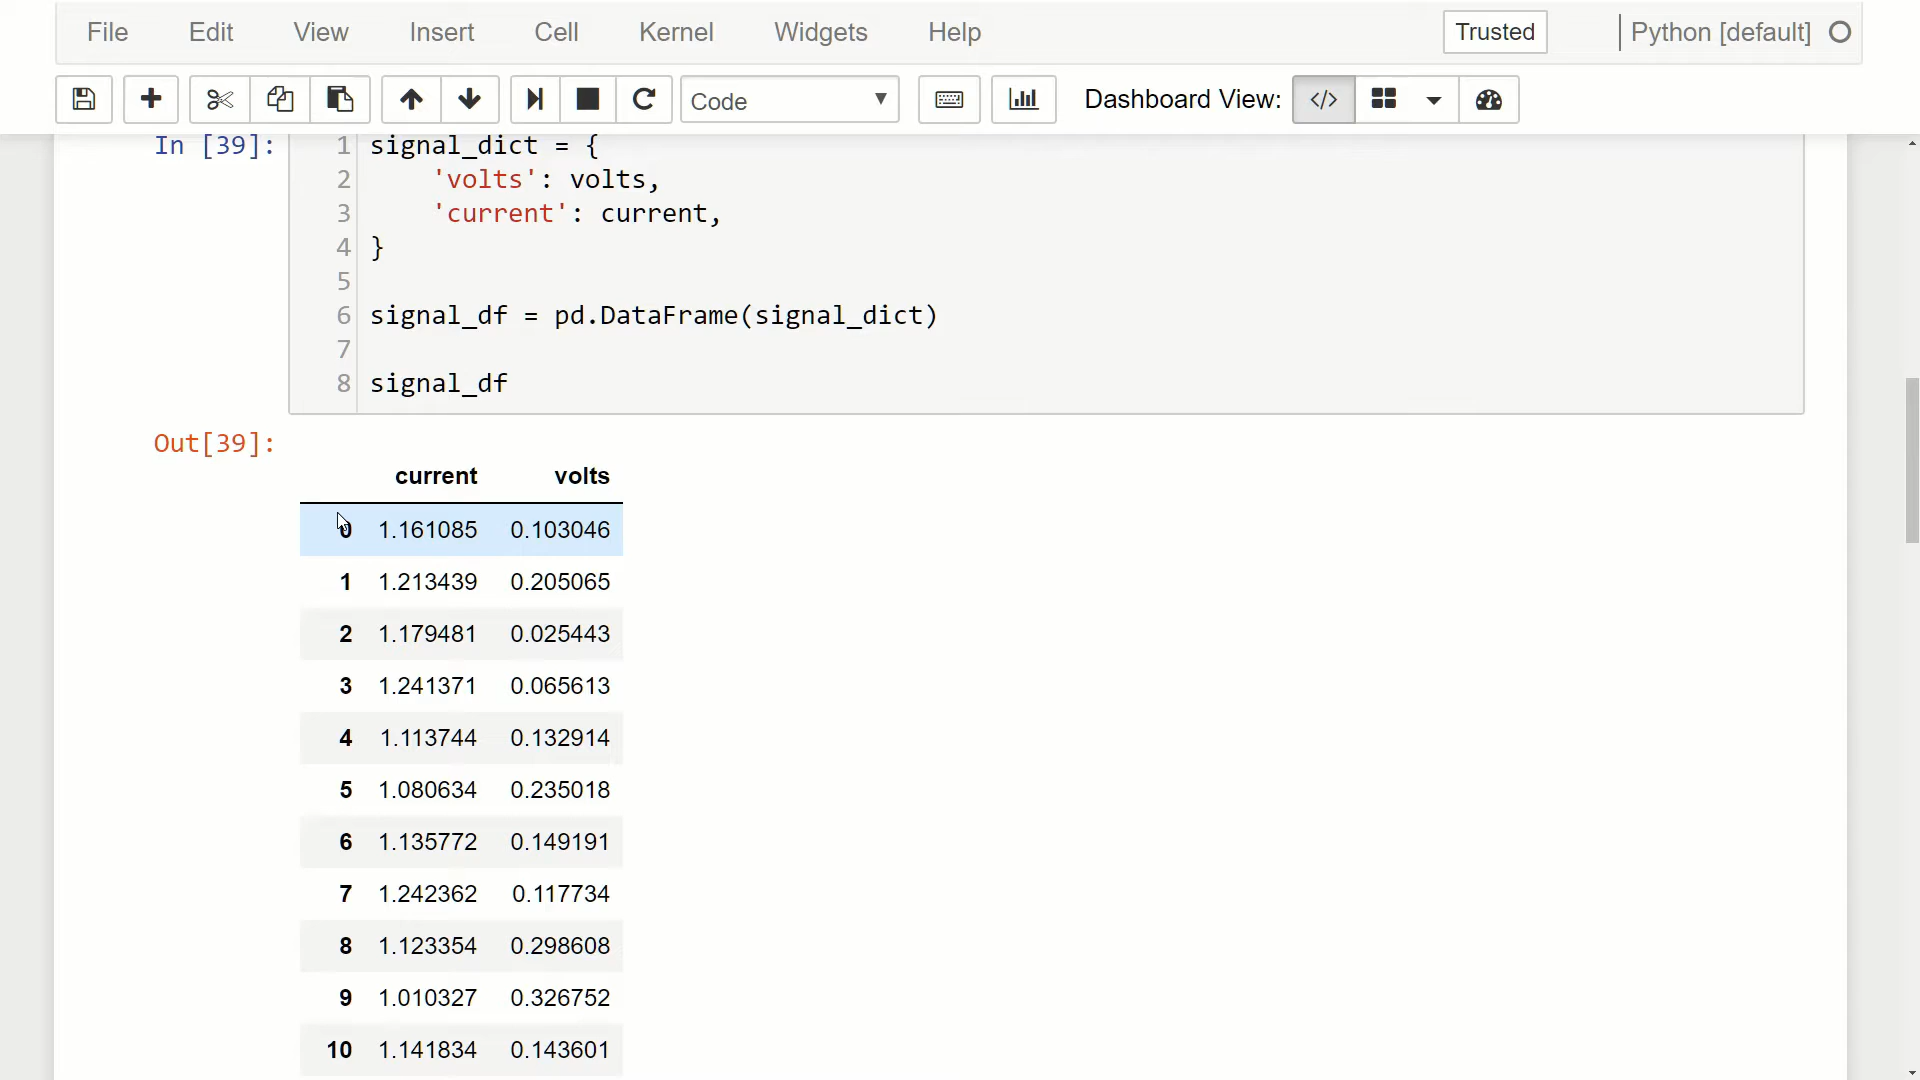 File Edit View Insert Cell Kernel Widgets Help Trusted Python [default]
Code Dashboard View: </>
In [39]:
1 signal_dict = {
2     'volts': volts,
3     'current': current,
4 }
5
6 signal_df = pd.DataFrame(signal_dict)
7
8 signal_df
Out[39]:
current volts
0 1.161085 0.103046
1 1.213439 0.205065
2 1.179481 0.025443
3 1.241371 0.065613
4 1.113744 0.132914
5 1.080634 0.235018
6 1.135772 0.149191
7 1.242362 0.117734
8 1.123354 0.298608
9 1.010327 0.326752
10 1.141834 0.143601